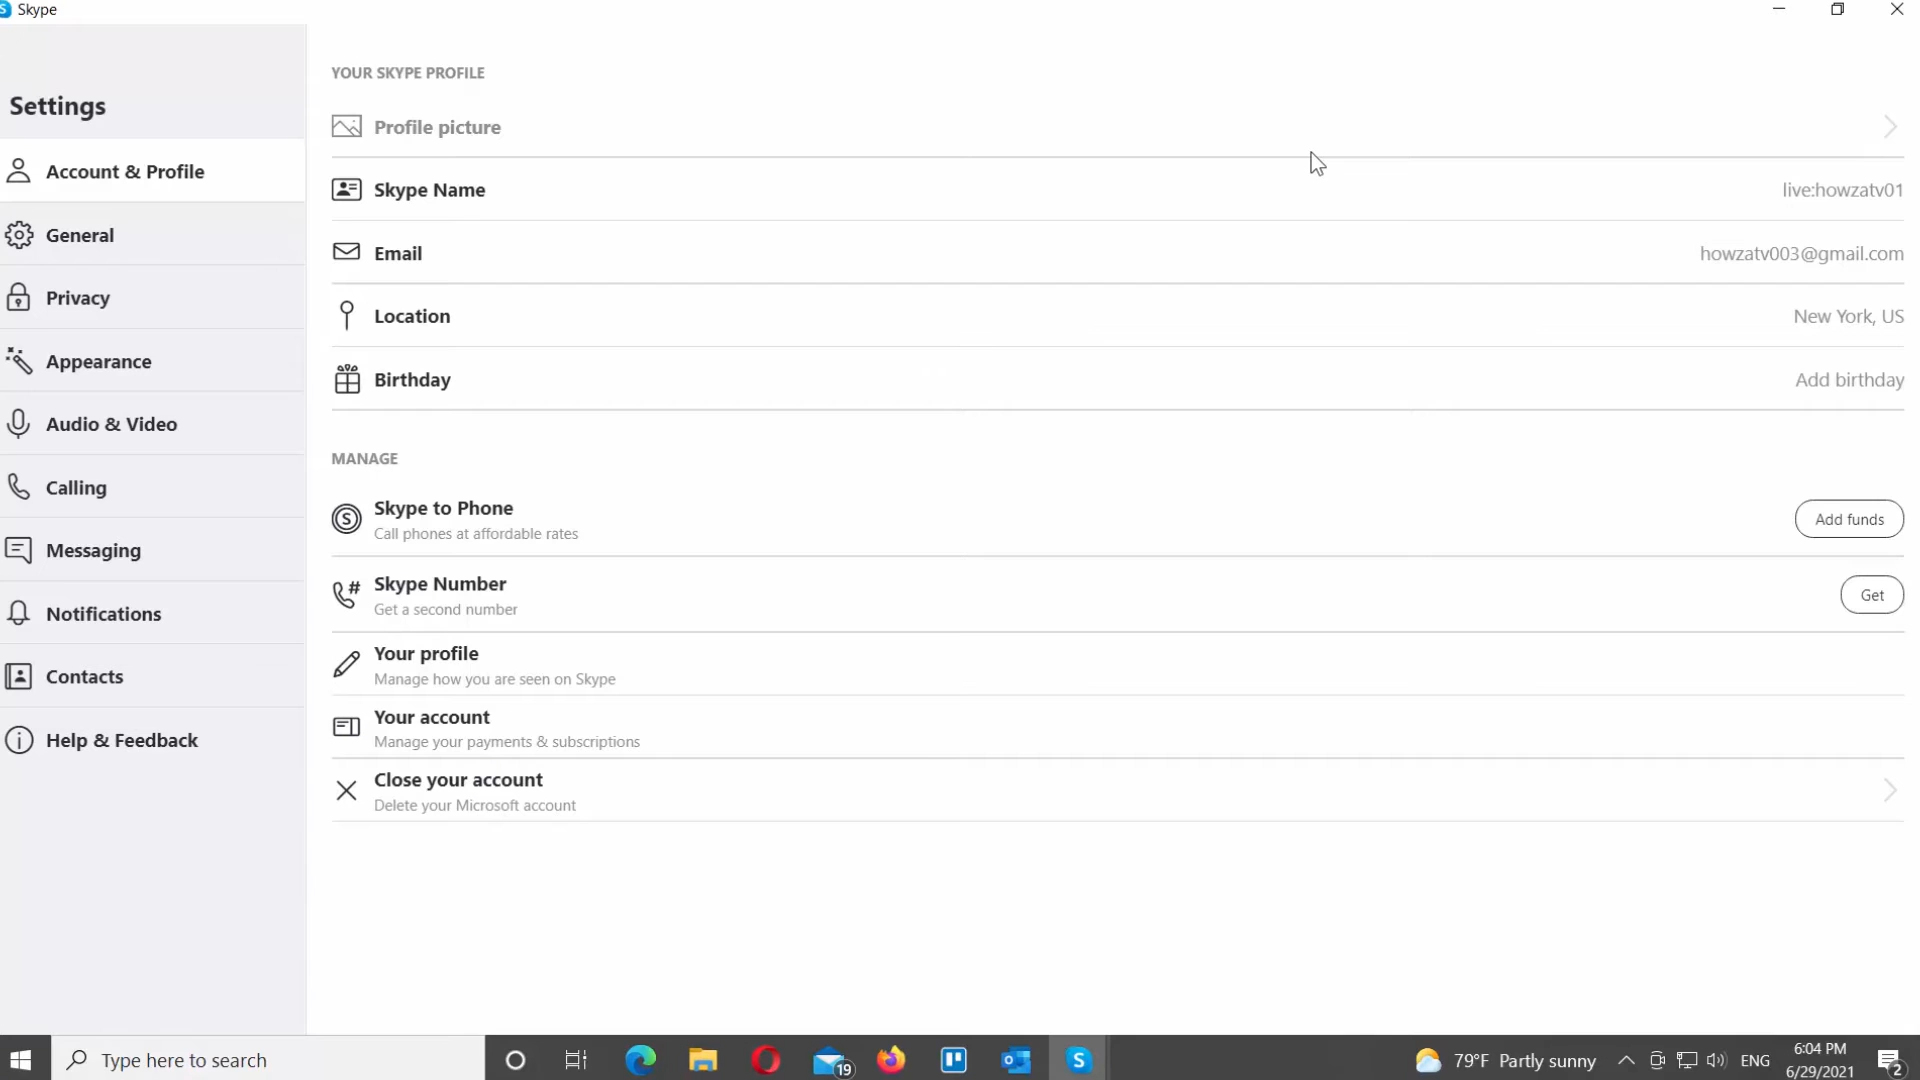 Skype
Settings
Account & Profile
General
Privacy
Appearance
Audio & Video
Calling
Messaging
Notifications
Contacts
Help & Feedback
YOUR SKYPE PROFILE
Profile picture
Skype Name live:howzatv01
Email howzatv003@gmail.com
Location New York, US
Birthday Add birthday
MANAGE
Skype to Phone
Call phones at affordable rates
Add funds
Skype Number
Get a second number
Get
Your profile
Manage how you are seen on Skype
Your account
Manage your payments & subscriptions
Close your account
Delete your Microsoft account
Type here to search
19
79°F Partly sunny
ENG
6:04 PM
6/29/2021
2